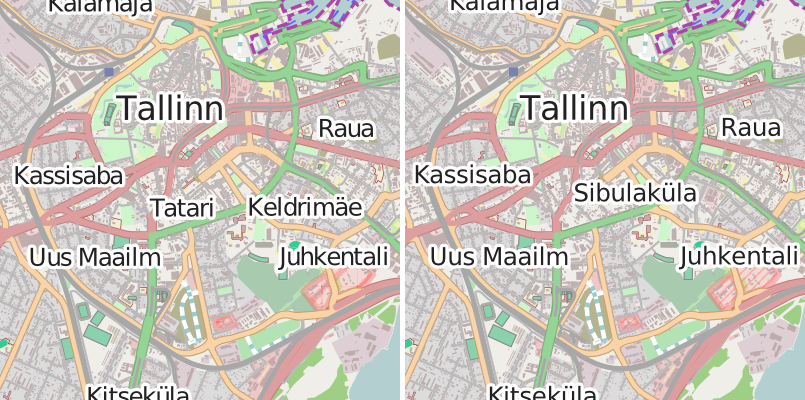 Kalamaja
Tallinn
Raua
Kassisaba
Tatari
Keldrimäe
Uus Maailm
Juhkentali
Kitseküla
Kalamaja
Tallinn
Raua
Kassisaba
Sibulaküla
Uus Maailm
Juhkentali
Kitseküla